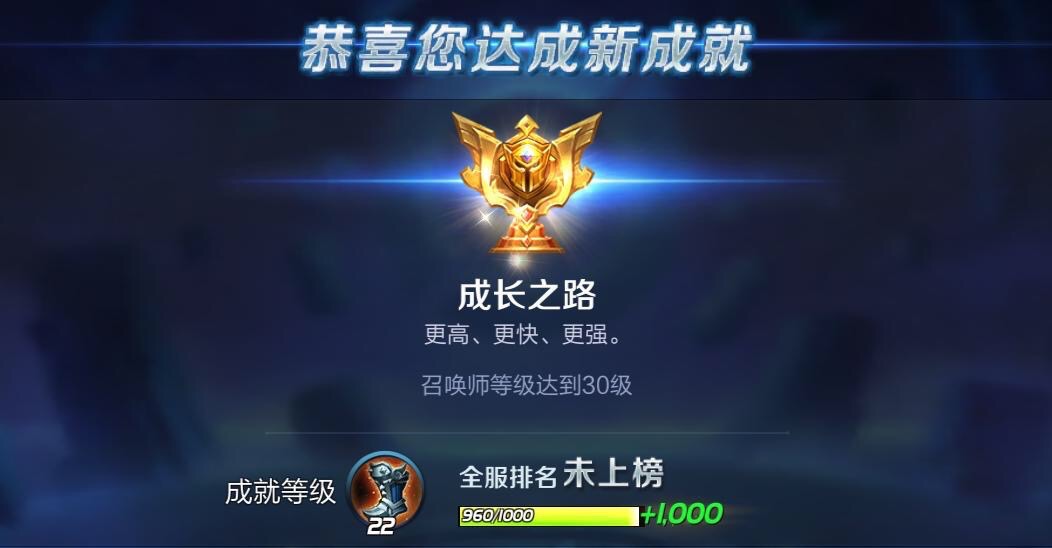 恭喜您达成新成就
成长之路
更高、更快、更强。
召唤师等级达到30级
成就等级
22
全服排名 未上榜
960/1000 +1,000